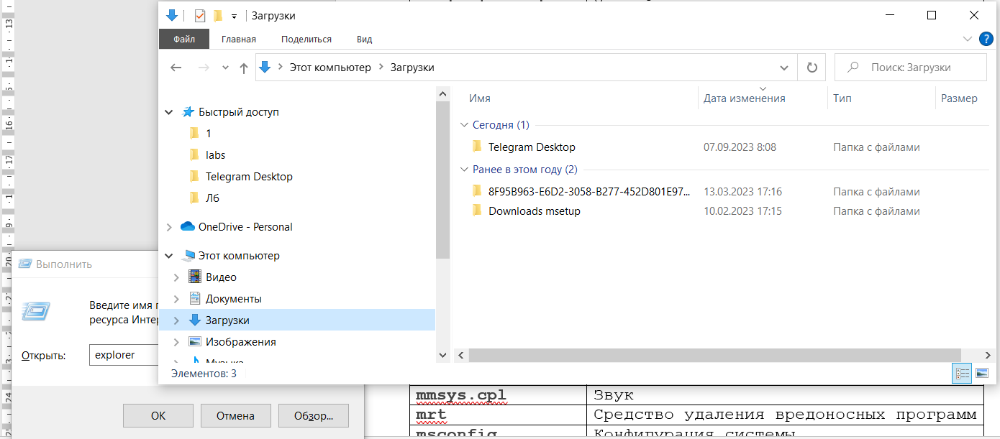 Загрузки
Файл Главная Поделиться Вид
Этот компьютер Загрузки Поиск: Загрузки
Быстрый доступ
1
labs
Telegram Desktop
Л6
OneDrive - Personal
Этот компьютер
Видео
Документы
Загрузки
Изображения
Музыка
Имя Дата изменения Тип Размер
Сегодня (1)
Telegram Desktop 07.09.2023 8:08 Папка с файлами
Ранее в этом году (2)
8F95B963-E6D2-3058-B277-452D801E97... 13.03.2023 17:16 Папка с файлами
Downloads msetup 10.02.2023 17:15 Папка с файлами
Элементов: 3
Выполнить
Введите имя
ресурса Интер
Открыть: explorer
ОК Отмена Обзор...
mmsys.cpl Звук
mrt Средство удаления вредоносных программ
msconfig Конфигурация системы